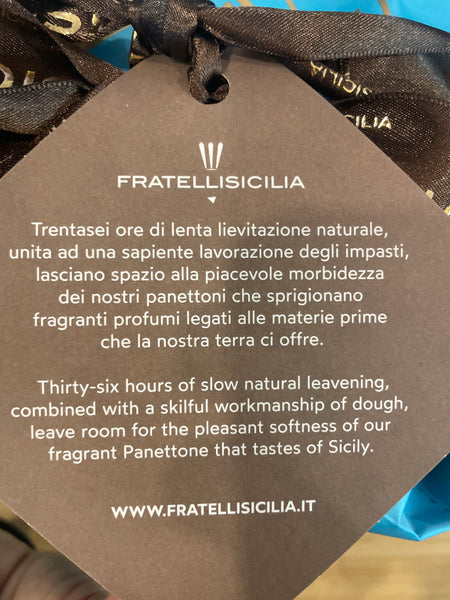 SICILIA
SICILIA
FRATELLISICILIA
Trentasei ore di lenta lievitazione naturale,
unita ad una sapiente lavorazione degli impasti,
lasciano spazio alla piacevole morbidezza
dei nostri panettoni che sprigionano
fragranti profumi legati alle materie prime
che la nostra terra ci offre.
Thirty-six hours of slow natural leavening,
combined with a skilful workmanship of dough,
leave room for the pleasant softness of our
fragrant Panettone that tastes of Sicily.
WWW.FRATELLISICILIA.IT